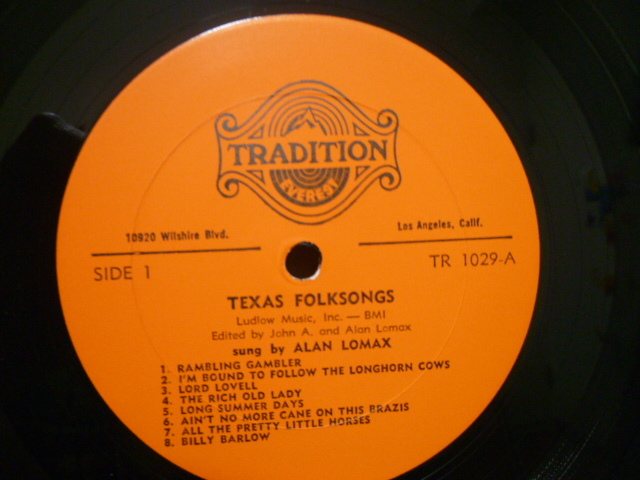 TRADITION
EVEREST
10920 Wilshire Blvd.
Los Angeles, Calif.
SIDE 1
TR 1029-A
TEXAS FOLKSONGS
Ludlow Music, Inc. — BMI
Edited by John A. and Alan Lomax
sung by ALAN LOMAX
1. RAMBLING GAMBLER
2. I'M BOUND TO FOLLOW THE LONGHORN COWS
3. LORD LOVELL
4. THE RICH OLD LADY
5. LONG SUMMER DAYS
6. AIN'T NO MORE CANE ON THIS BRAZIS
7. ALL THE PRETTY LITTLE HORSES
8. BILLY BARLOW